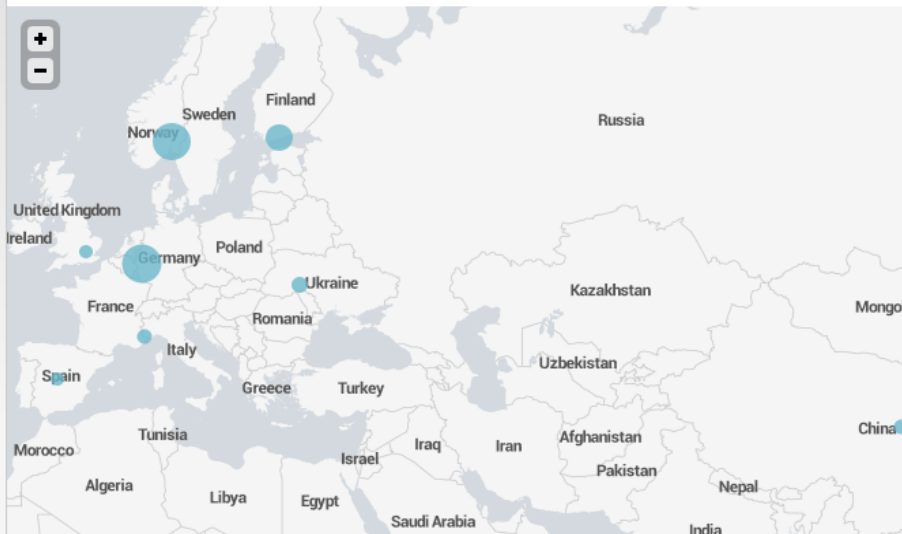 +
−
Finland
Sweden
Norway
Russia
United Kingdom
Ireland
Poland
Germany
Ukraine
Kazakhstan
France
Mongo
Romania
Italy
Uzbekistan
Spain
Greece
Turkey
China
Tunisia
Afghanistan
Iraq
Iran
Morocco
Israel
Pakistan
Algeria
Nepal
Libya
Egypt
Saudi Arabia
India